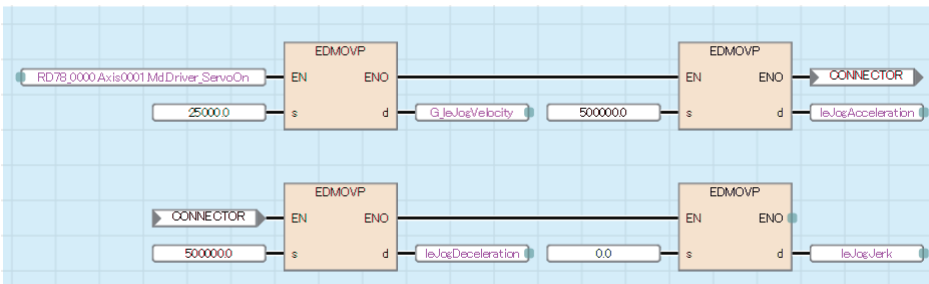 EDMOVP EDMOVP
RD78_0000.Axis0001.Md.Driver_ServoOn EN ENO EN ENO CONNECTOR
25000.0 s d G_leJogVelocity 500000.0 s d leJogAcceleration
EDMOVP EDMOVP
CONNECTOR EN ENO EN ENO
500000.0 s d leJogDeceleration 0.0 s d leJogJerk